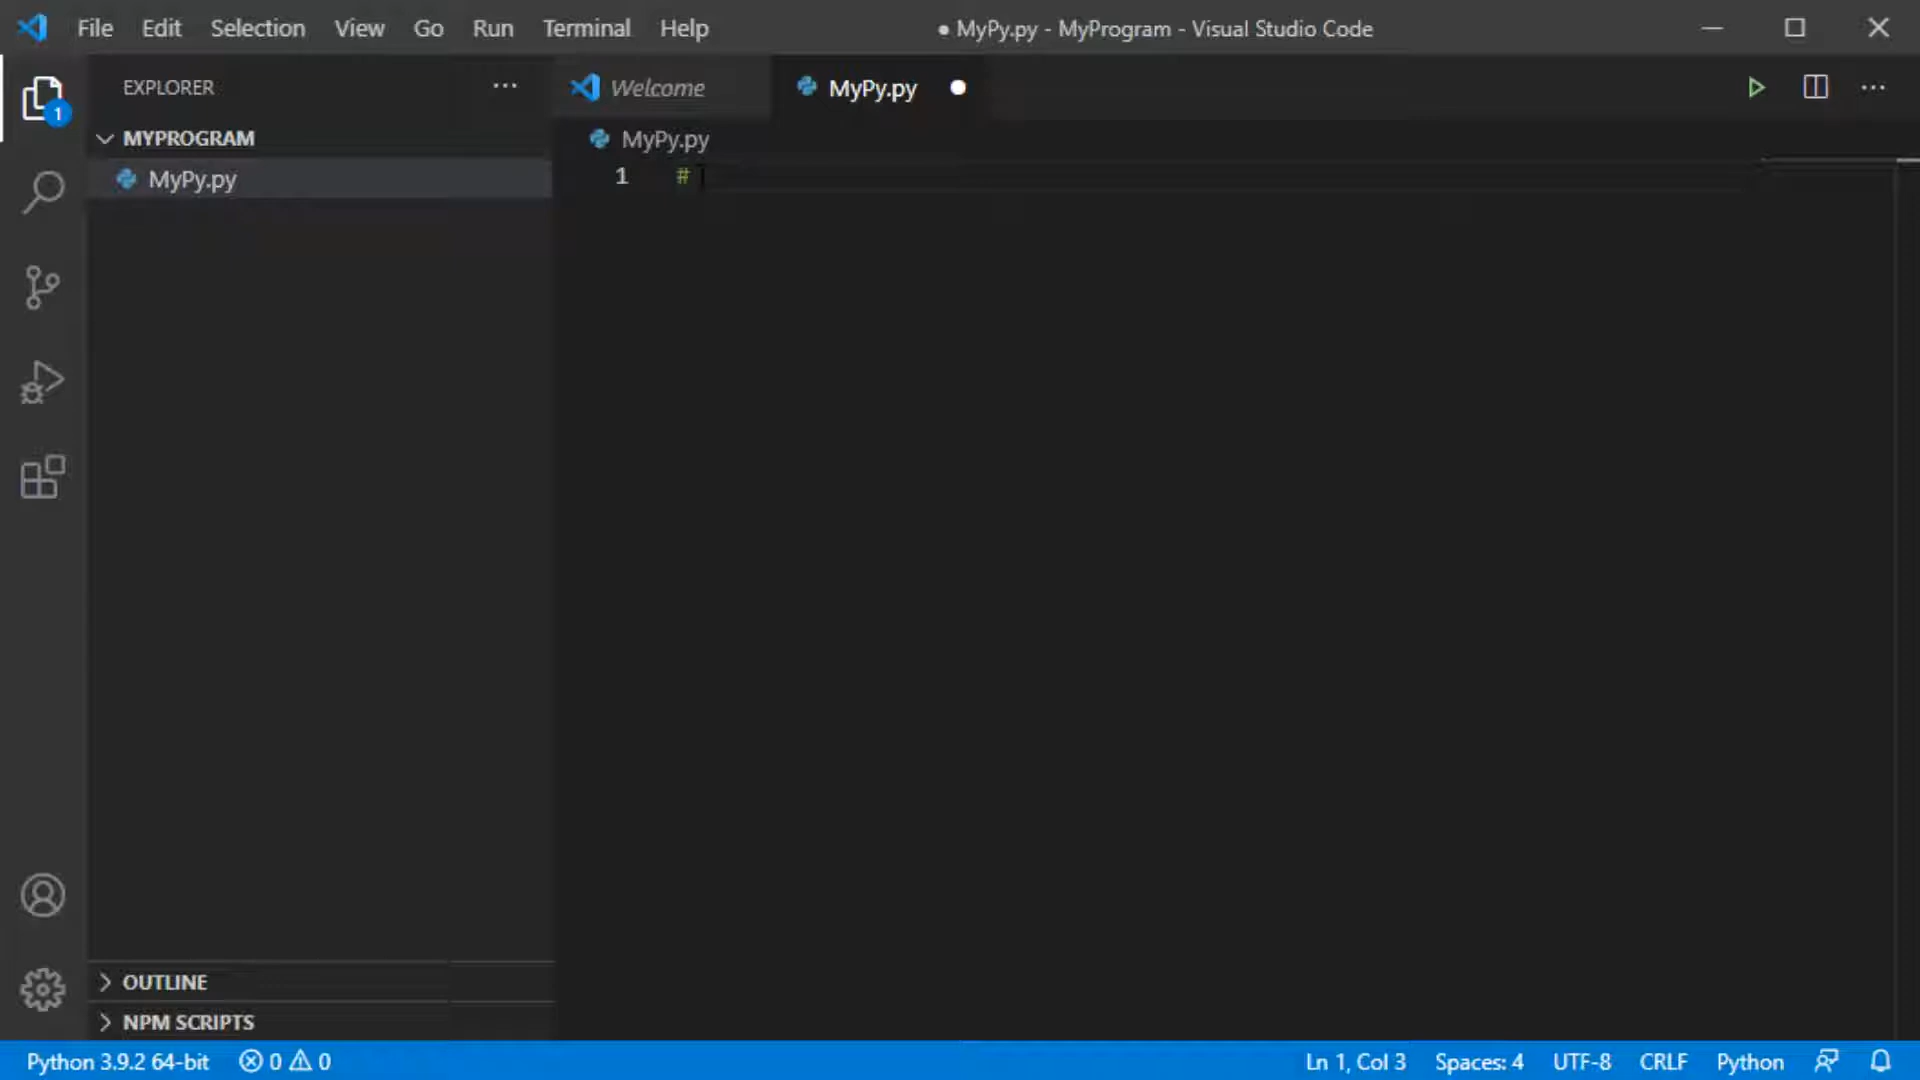 File Edit Selection View Go Run Terminal Help
● MyPy.py - MyProgram - Visual Studio Code
EXPLORER
Welcome
MyPy.py
1
MYPROGRAM
MyPy.py
MyPy.py
1 #
OUTLINE
NPM SCRIPTS
Python 3.9.2 64-bit 0 0
Ln 1, Col 3 Spaces: 4 UTF-8 CRLF Python